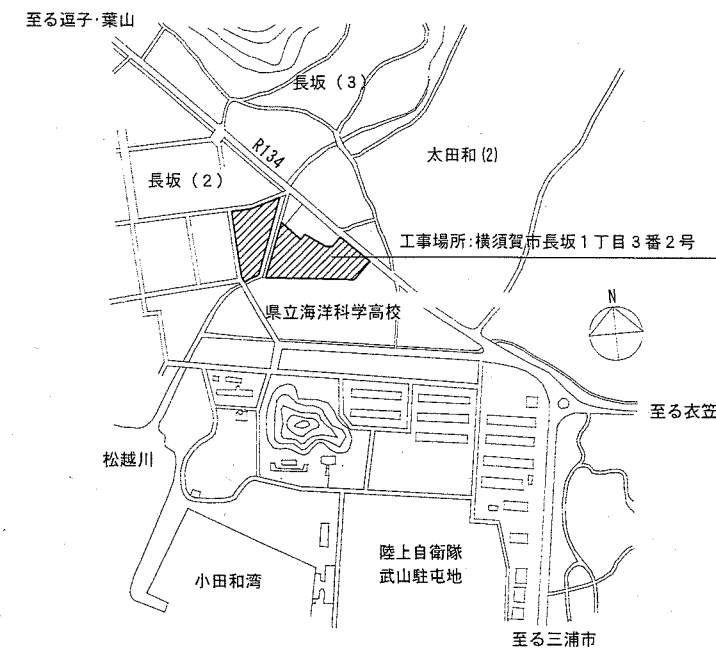 至る逗子・葉山
長坂（3）
R134
太田和(2)
長坂（2）
工事場所:横須賀市長坂1丁目3番2号
N
県立海洋科学高校
至る衣笠
松越川
小田和湾
陸上自衛隊
武山駐屯地
至る三浦市